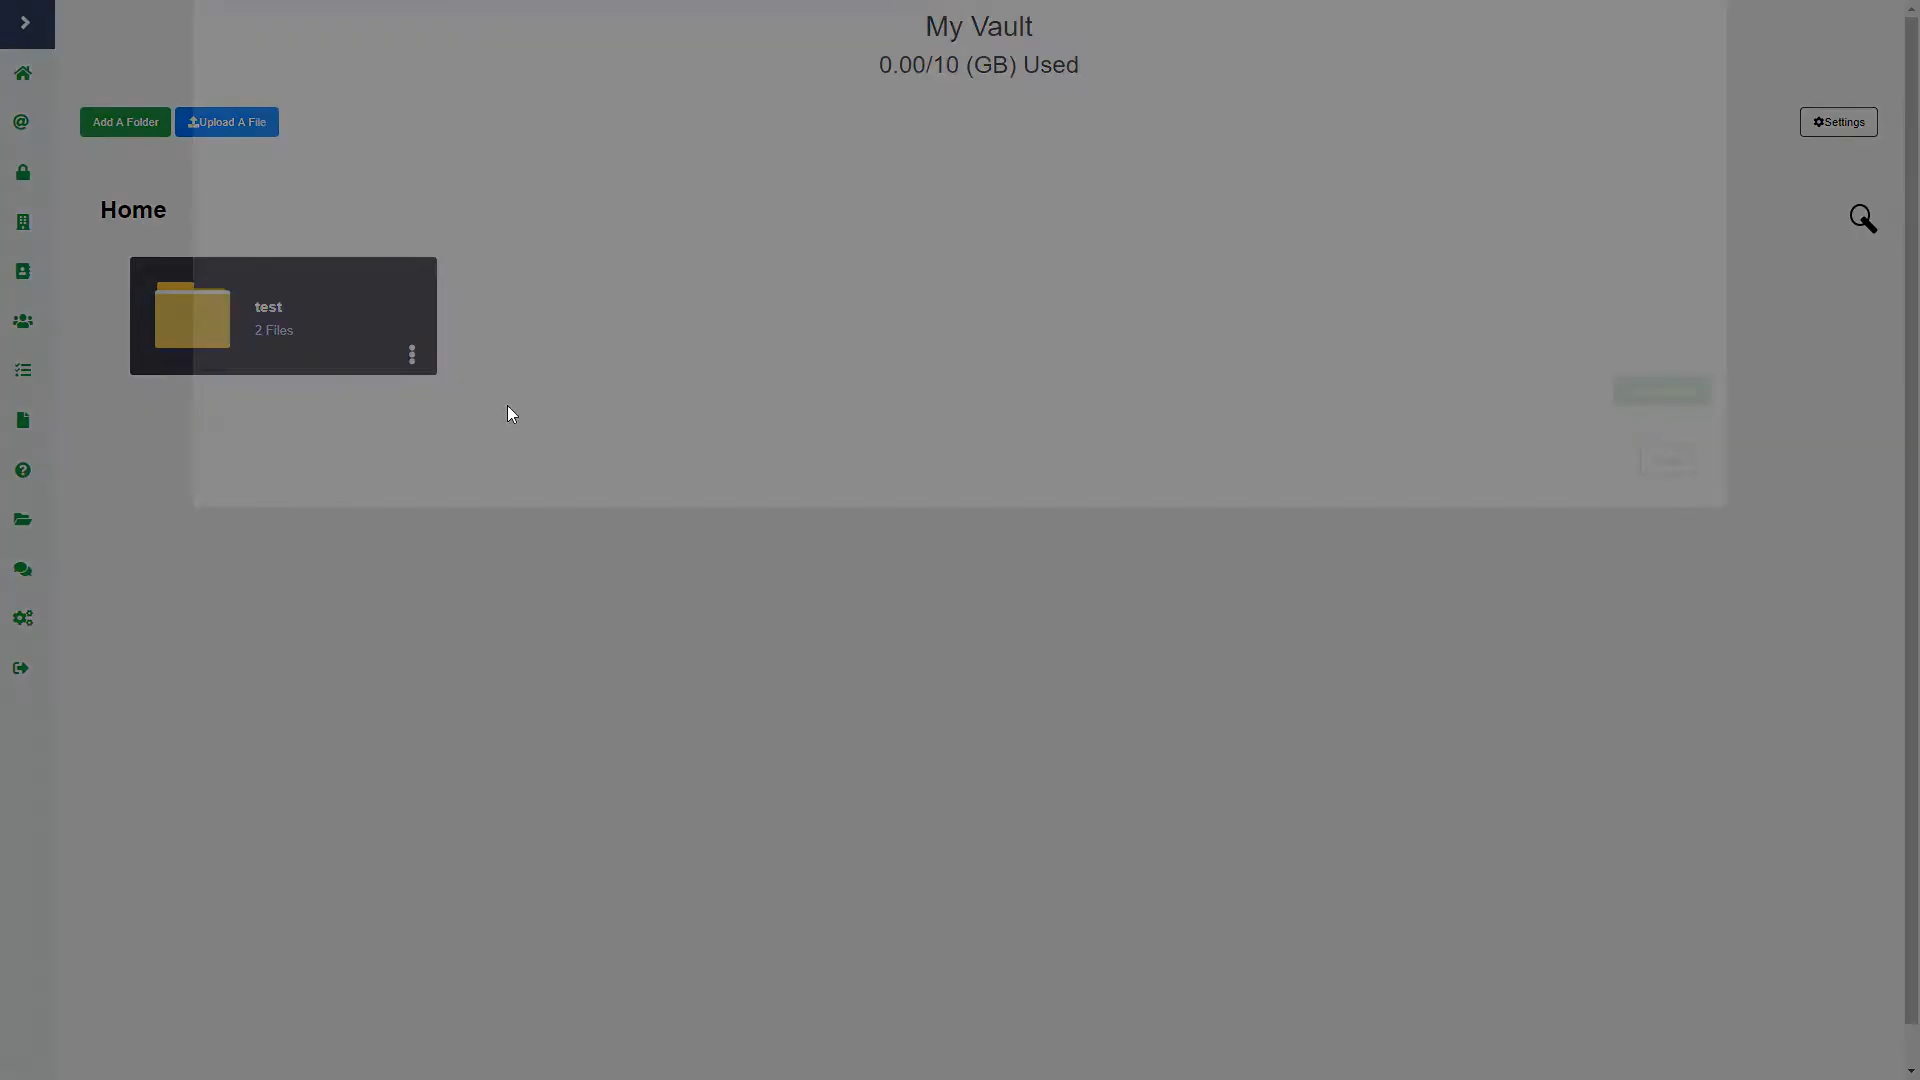 My Vault
0.00/10 (GB) Used
Add A Folder
Upload A File
Settings
Home
test
2 Files